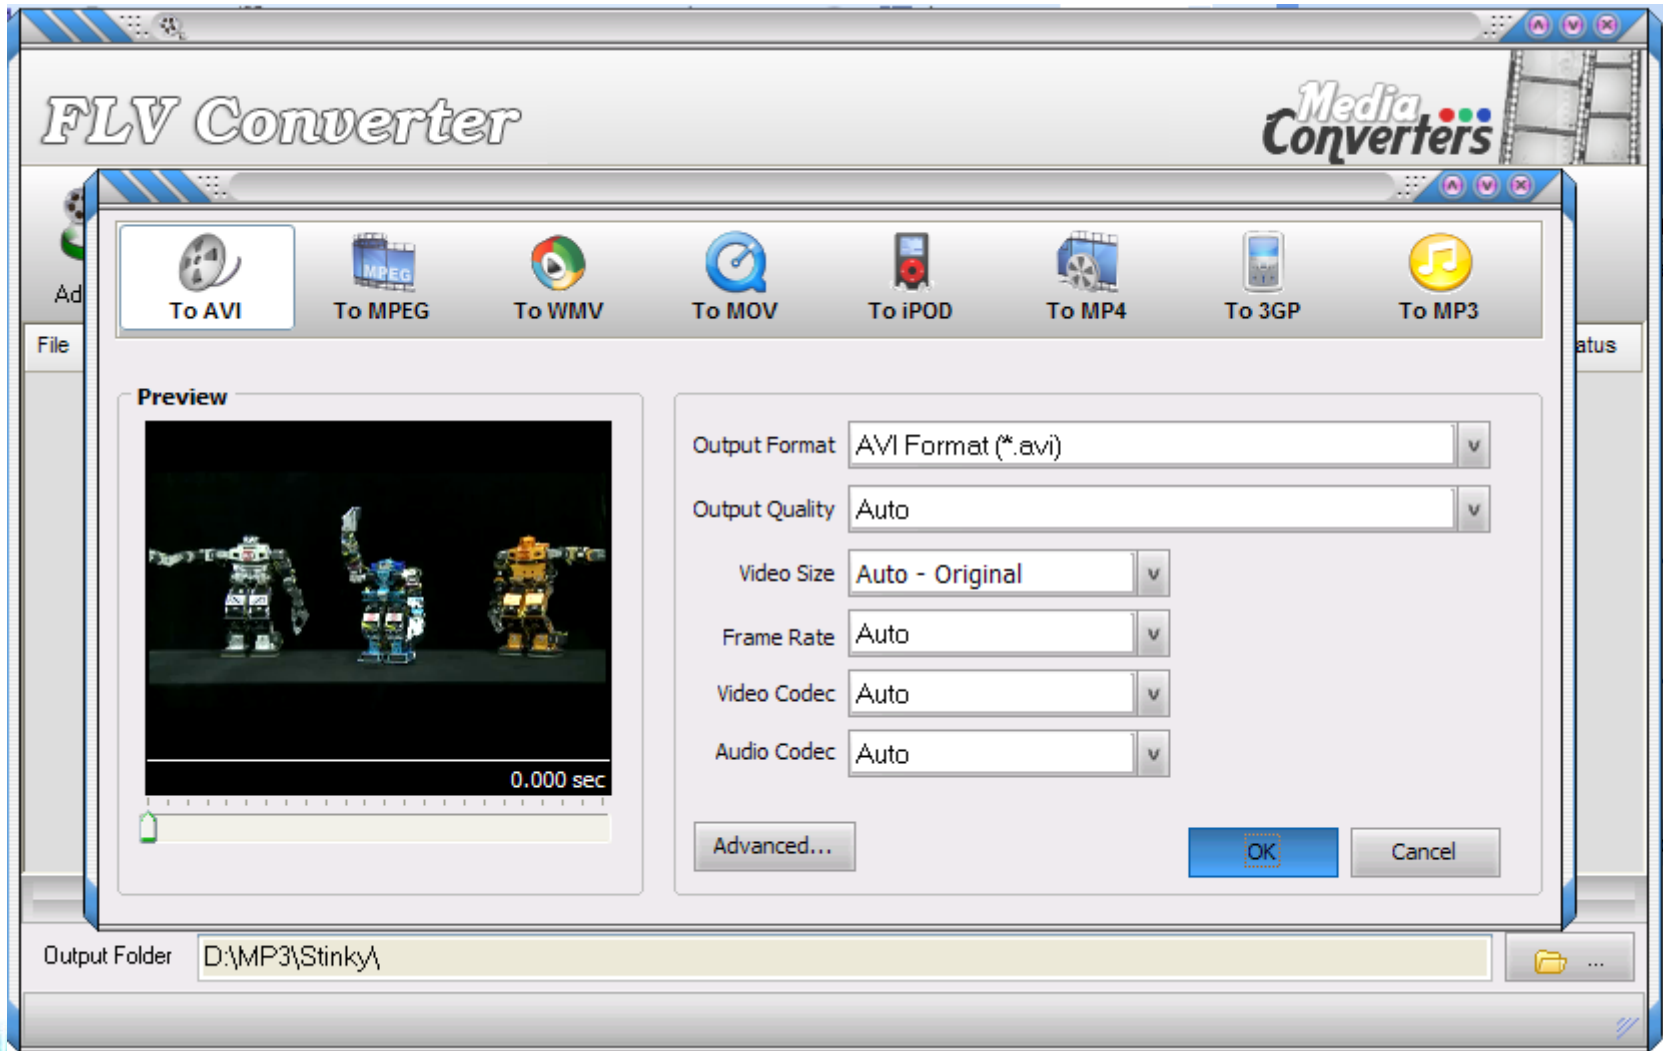 FLV Converter
Media
Converters
To AVI
MPEG
To MPEG
To WMV
To MOV
To iPOD
To MP4
To 3GP
To MP3
File
Preview
0.000 sec
Output Format
AVI Format (*.avi)
Output Quality
Auto
Video Size
Auto - Original
Frame Rate
Auto
Video Codec
Auto
Audio Codec
Auto
Advanced...
OK
Cancel
Output Folder
D:\MP3\Stinky\
...